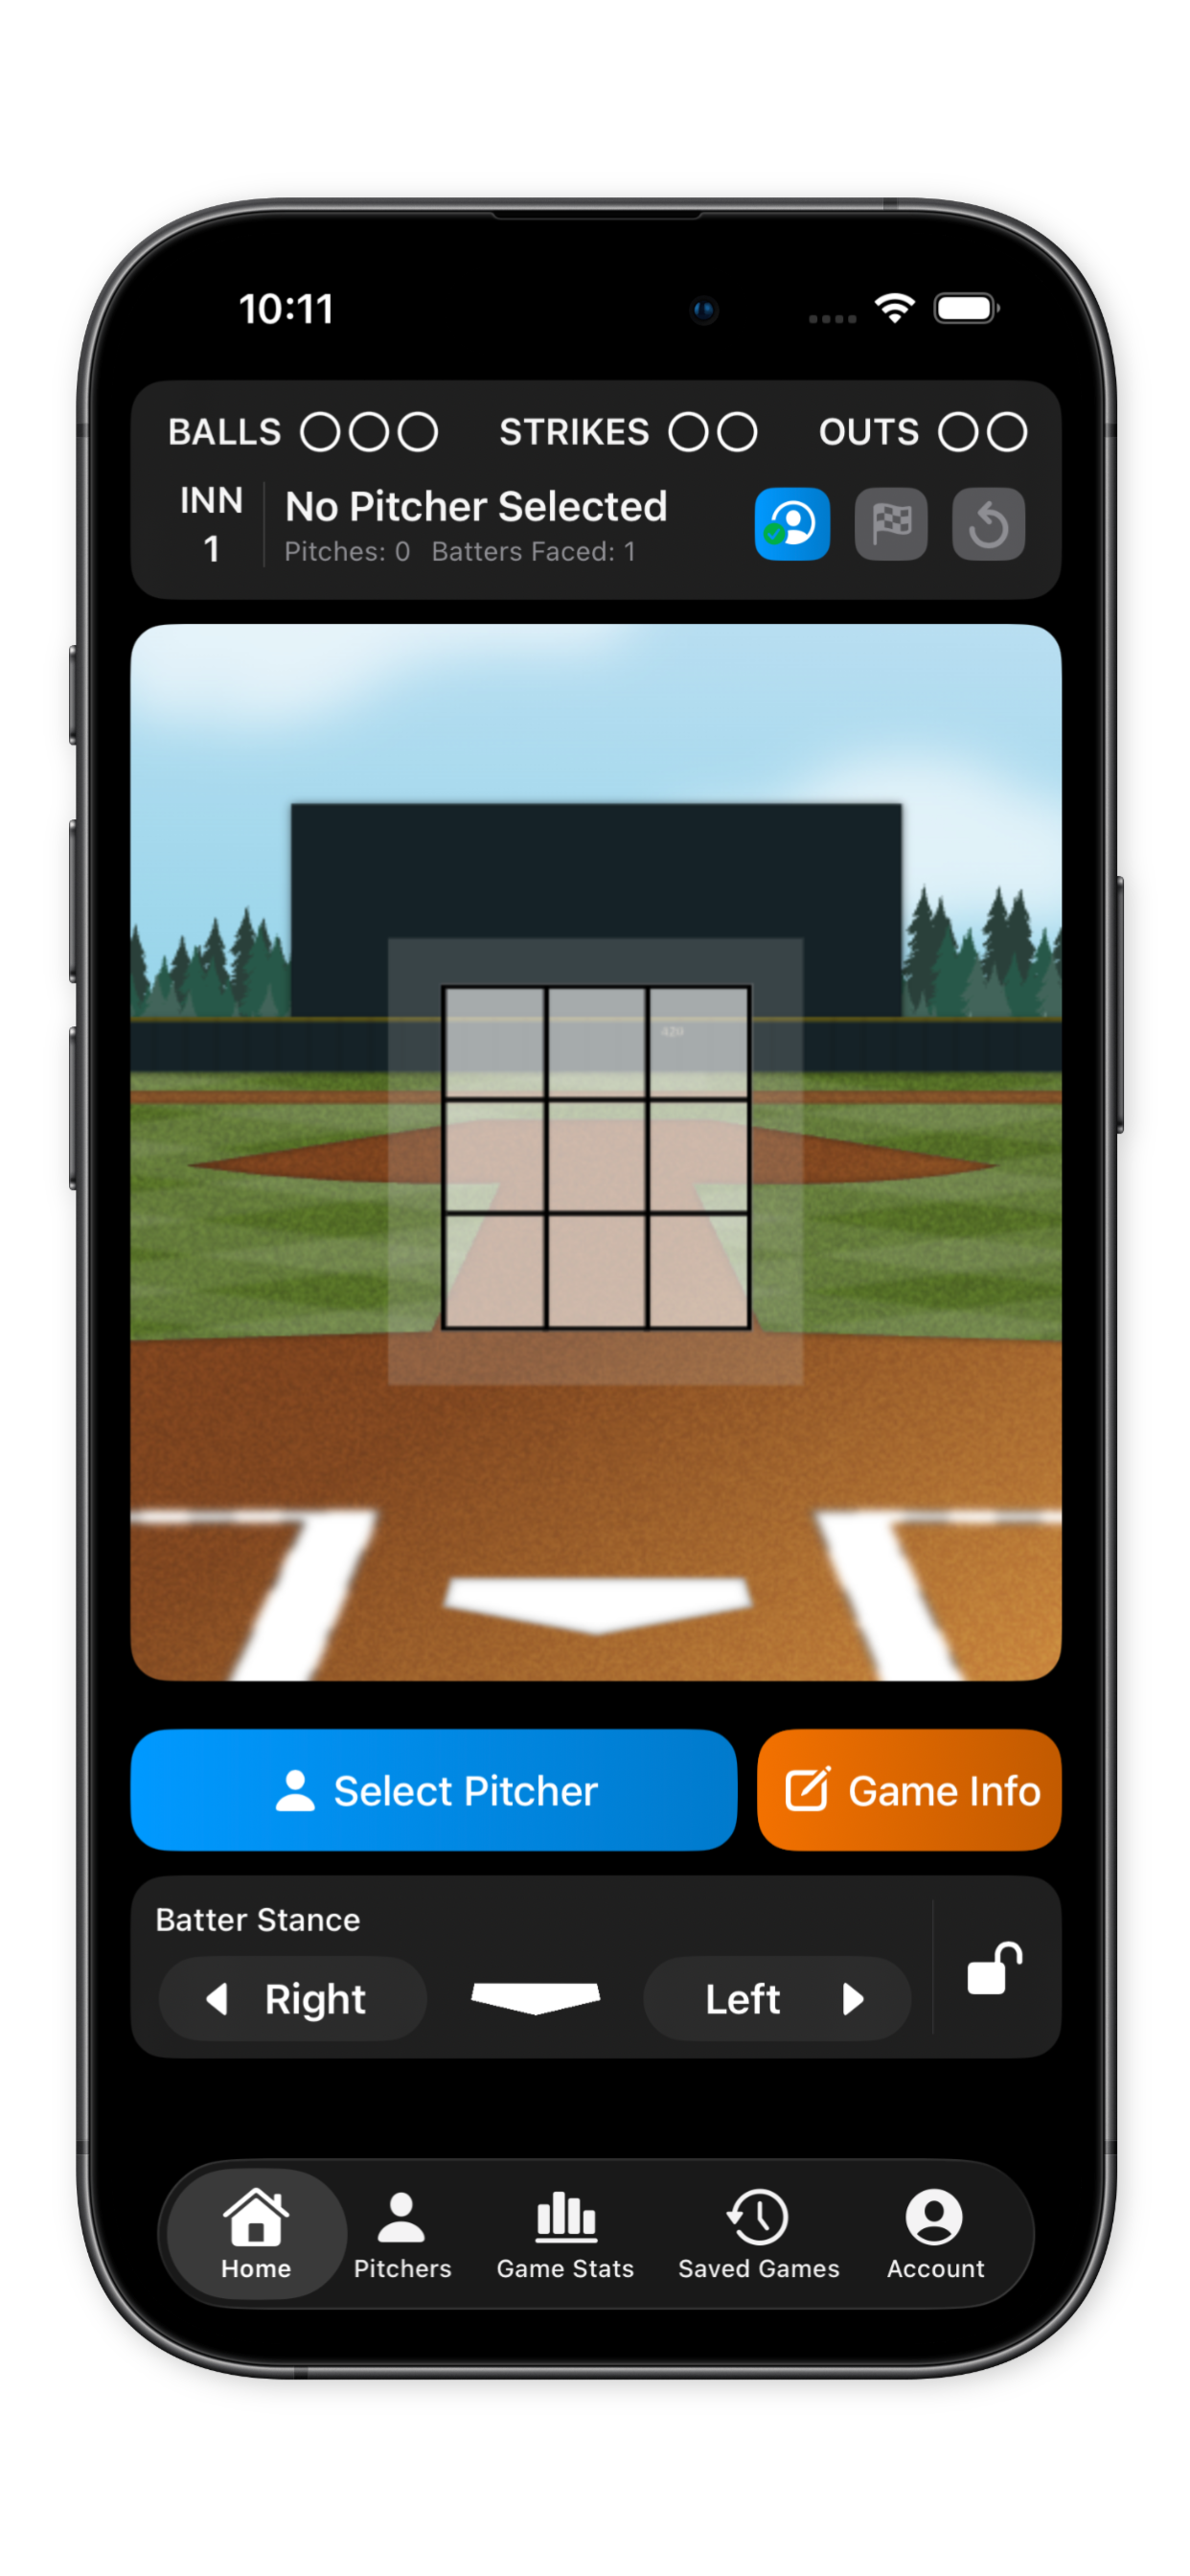 10:11
BALLS STRIKES OUTS
INN
1
No Pitcher Selected
Pitches: 0 Batters Faced: 1
Select Pitcher
Game Info
Batter Stance
Right
Left
Home Pitchers Game Stats Saved Games Account